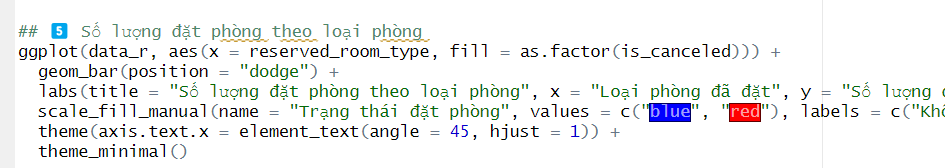 ## 5 Số lượng đặt phòng theo loại phòng
ggplot(data_r, aes(x = reserved_room_type, fill = as.factor(is_canceled))) +
geom_bar(position = "dodge") +
labs(title = "Số lượng đặt phòng theo loại phòng", x = "Loại phòng đã đặt", y = "Số lượng
scale_fill_manual(name = "Trạng thái đặt phòng", values = c("blue", "red"), labels = c("Khô
theme(axis.text.x = element_text(angle = 45, hjust = 1)) +
theme_minimal()